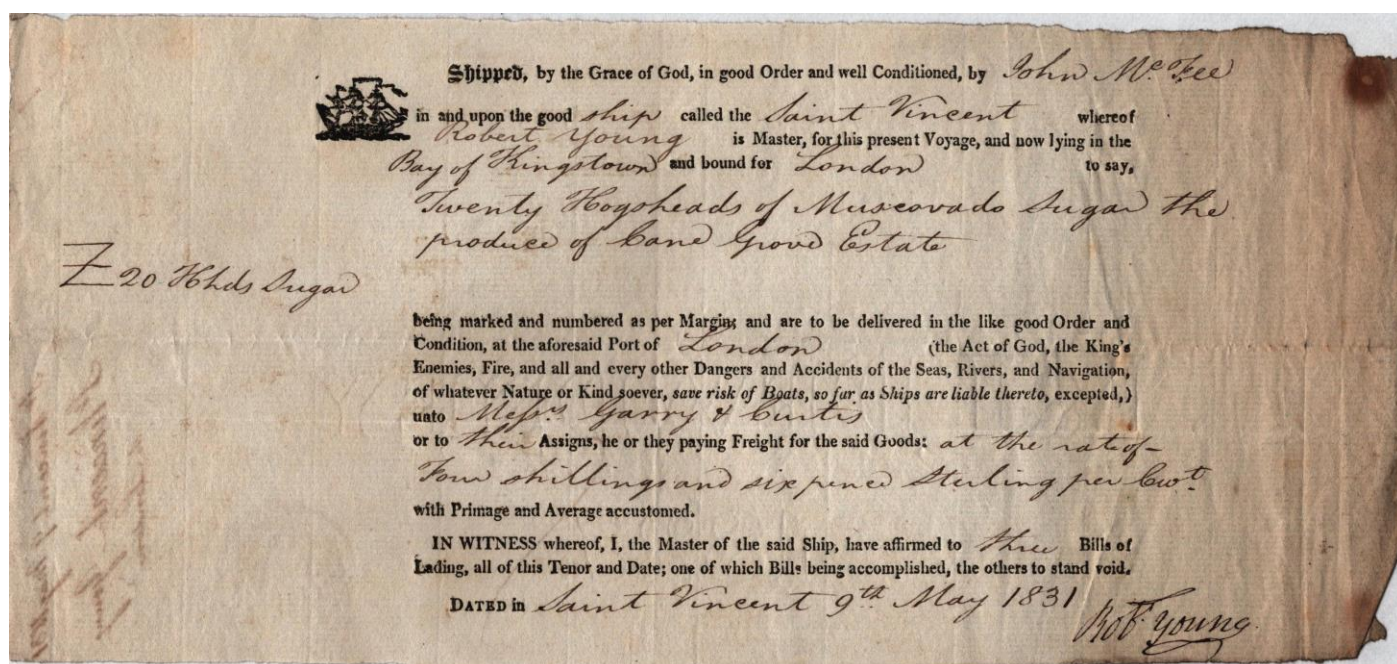 Shipped, by the Grace of God, in good Order and well Conditioned, by John McFee
in and upon the good ship called the Saint Vincent whereof
Robert Young is Master, for this present Voyage, and now lying in the
Bay of Kingstown and bound for London to say,
Twenty Hogsheads of Muscovado Sugar the
produce of Cane Grove Estate
20 Hhds Sugar
being marked and numbered as per Margin; and are to be delivered in the like good Order and
Condition, at the aforesaid Port of London (the Act of God, the King's
Enemies, Fire, and all and every other Dangers and Accidents of the Seas, Rivers, and Navigation,
of whatever Nature or Kind soever, save risk of Boats, so far as Ships are liable thereto, excepted,)
unto Messrs Garry & Curtis
or to their Assigns, he or they paying Freight for the said Goods: at the rate of—
Four shillings and six pence Sterling per Cwt
with Primage and Average accustomed.
IN WITNESS whereof, I, the Master of the said Ship, have affirmed to three Bills of
Lading, all of this Tenor and Date; one of which Bills being accomplished, the others to stand void.
DATED in Saint Vincent 9th May 1831
Robt Young